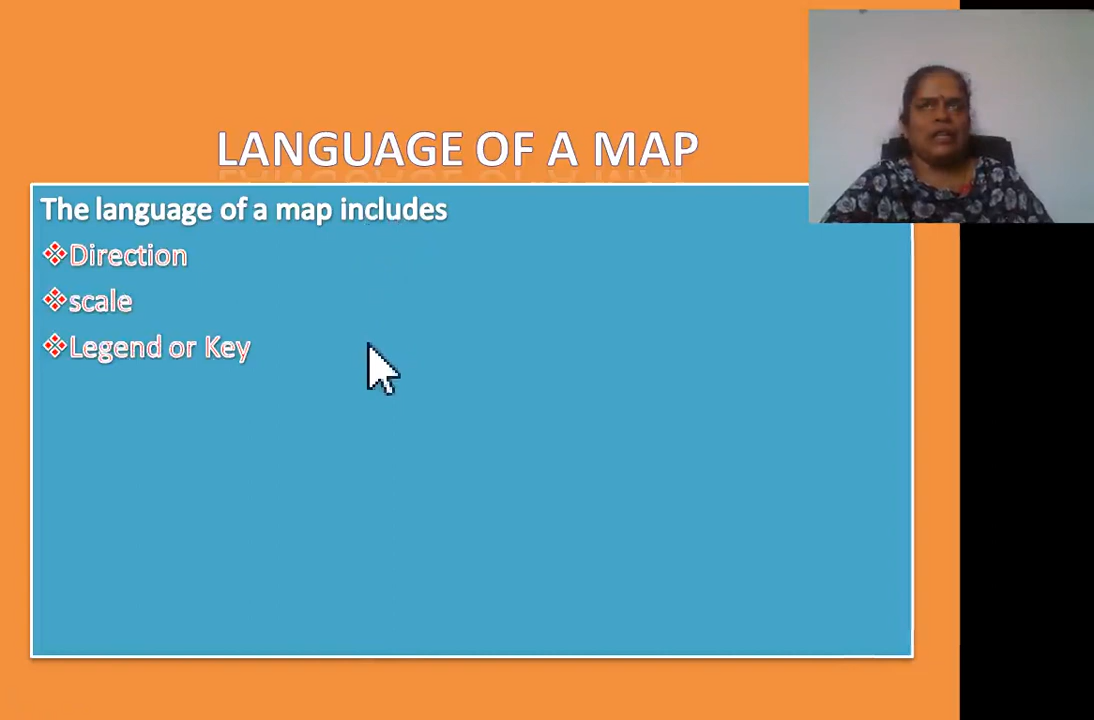 LANGUAGE OF A MAP
The language of a map includes
Direction
scale
Legend or Key